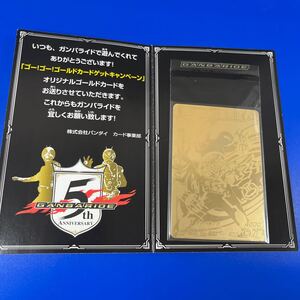 いつも、ガンバライドで遊んでくれて
ありがとうございます!
「ゴー!ゴー!ゴールドカードゲットキャンペーン」
オリジナルゴールドカードを
お送りさせていただきます。
これからもガンバライドを
宜しくお願い致します!
株式会社バンダイ カード事業部
GANBARIDE
5th
ANNIVERSARY
GANBARIDE